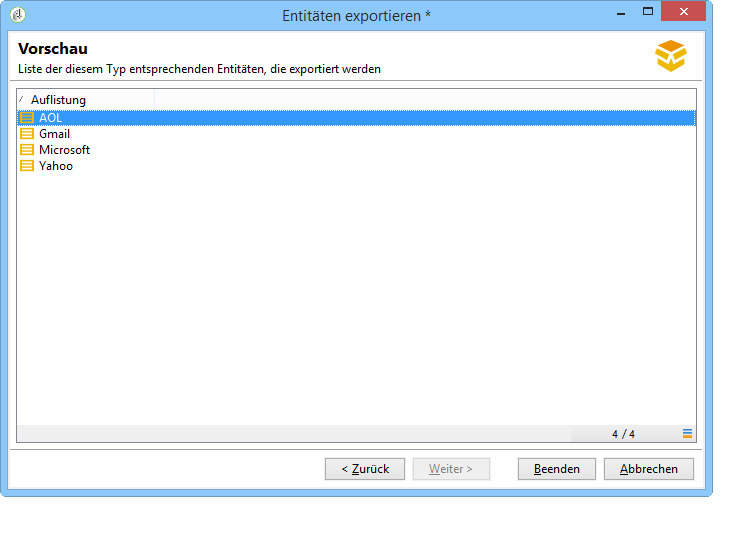 Entitäten exportieren *
Vorschau
Liste der diesem Typ entsprechenden Entitäten, die exportiert werden
Auflistung
AOL
Gmail
Microsoft
Yahoo
4 / 4
< Zurück Weiter > Beenden Abbrechen